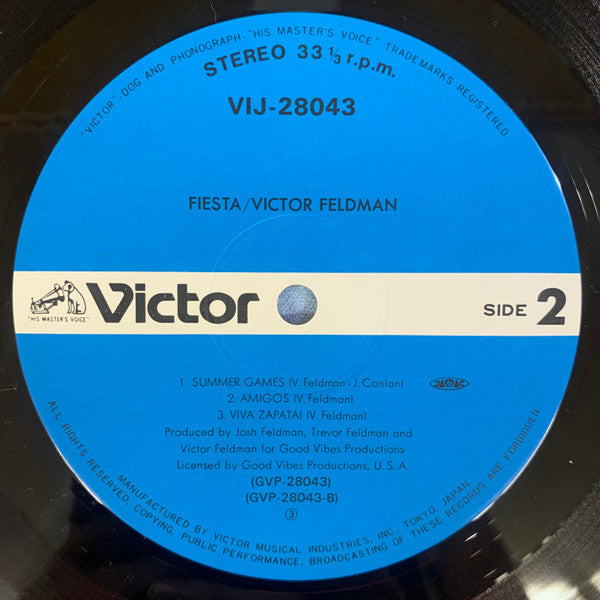 "VICTOR"-DOG AND PHONOGRAPH-"HIS MASTER'S VOICE" TRADEMARKS REGISTERED
STEREO 33 1/3 r.p.m.
VIJ-28043
FIESTA/VICTOR FELDMAN
"HIS MASTER'S VOICE"
Victor
SIDE 2
1. SUMMER GAMES (V. Feldman - J. Conlan)
2. AMIGOS (V. Feldman)
3. VIVA ZAPATA! (V. Feldman)
JASRAC
Produced by Josh Feldman, Trevor Feldman and
Victor Feldman for Good Vibes Productions
Licensed by Good Vibes Productions, U. S. A.
(GVP-28043)
(GVP-28043-B)
③
MANUFACTURED BY VICTOR MUSICAL INDUSTRIES, INC., TOKYO, JAPAN
ALL RIGHTS RESERVED. COPYING, PUBLIC PERFORMANCE, BROADCASTING OF THESE RECORDS ARE FORBIDDEN